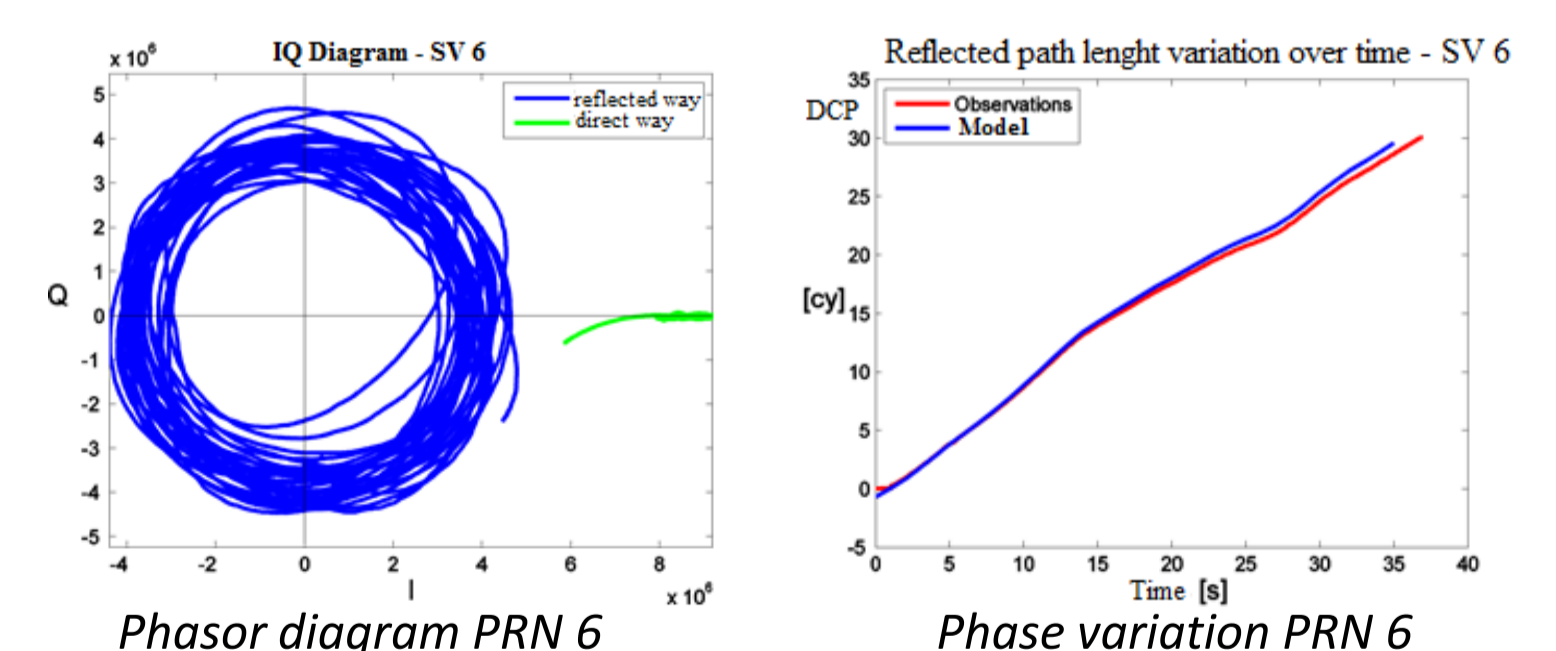 IQ Diagram - SV 6
x 10⁶
reflected way
direct way
5
4
3
2
1
0
-1
-2
-3
-4
-5
Q
-4
-2
0
2
4
6
8
I
x 10⁶
Phasor diagram PRN 6
Reflected path lenght variation over time - SV 6
DCP
Observations
Model
35
30
25
20
15
10
5
0
-5
[cy]
0
5
10
15
20
25
30
35
40
Time [s]
Phase variation PRN 6